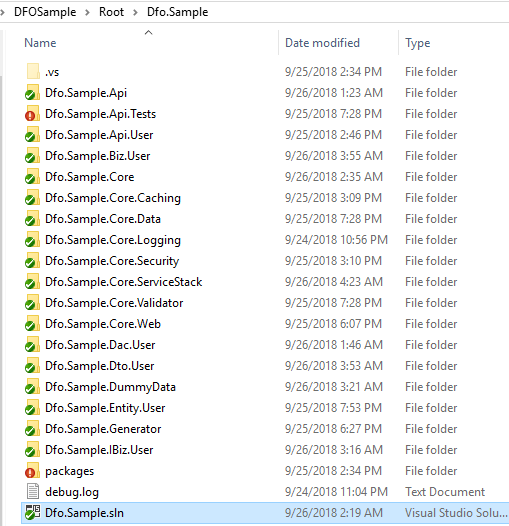 DFOSample > Root > Dfo.Sample
Name Date modified Type
.vs 9/25/2018 2:34 PM File folder
Dfo.Sample.Api 9/26/2018 1:23 AM File folder
Dfo.Sample.Api.Tests 9/25/2018 7:28 PM File folder
Dfo.Sample.Api.User 9/25/2018 2:46 PM File folder
Dfo.Sample.Biz.User 9/26/2018 3:55 AM File folder
Dfo.Sample.Core 9/26/2018 2:35 AM File folder
Dfo.Sample.Core.Caching 9/25/2018 3:09 PM File folder
Dfo.Sample.Core.Data 9/25/2018 7:28 PM File folder
Dfo.Sample.Core.Logging 9/24/2018 10:56 PM File folder
Dfo.Sample.Core.Security 9/25/2018 3:10 PM File folder
Dfo.Sample.Core.ServiceStack 9/26/2018 4:23 AM File folder
Dfo.Sample.Core.Validator 9/25/2018 7:28 PM File folder
Dfo.Sample.Core.Web 9/25/2018 6:07 PM File folder
Dfo.Sample.Dac.User 9/26/2018 1:46 AM File folder
Dfo.Sample.Dto.User 9/26/2018 3:53 AM File folder
Dfo.Sample.DummyData 9/26/2018 3:21 AM File folder
Dfo.Sample.Entity.User 9/25/2018 7:53 PM File folder
Dfo.Sample.Generator 9/25/2018 6:27 PM File folder
Dfo.Sample.IBiz.User 9/26/2018 3:16 AM File folder
packages 9/25/2018 2:34 PM File folder
debug.log 9/24/2018 11:04 PM Text Document
Dfo.Sample.sln 9/26/2018 2:19 AM Visual Studio Solu...